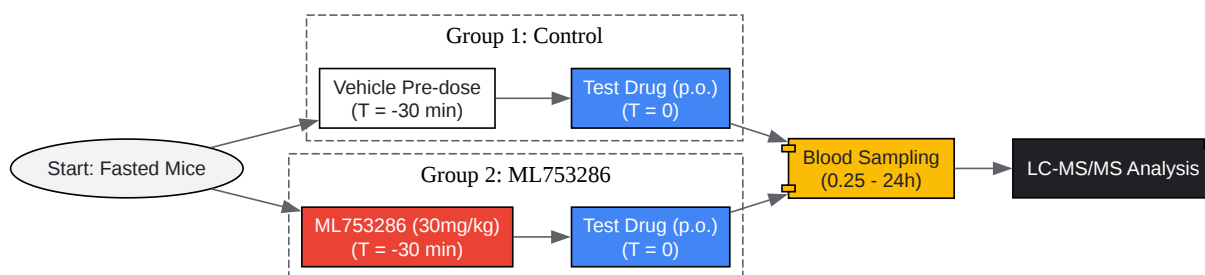 Start: Fasted Mice
Group 1: Control
Vehicle Pre-dose
(T = -30 min)
Test Drug (p.o.)
(T = 0)
Group 2: ML753286
ML753286 (30mg/kg)
(T = -30 min)
Test Drug (p.o.)
(T = 0)
Blood Sampling
(0.25 - 24h)
LC-MS/MS Analysis